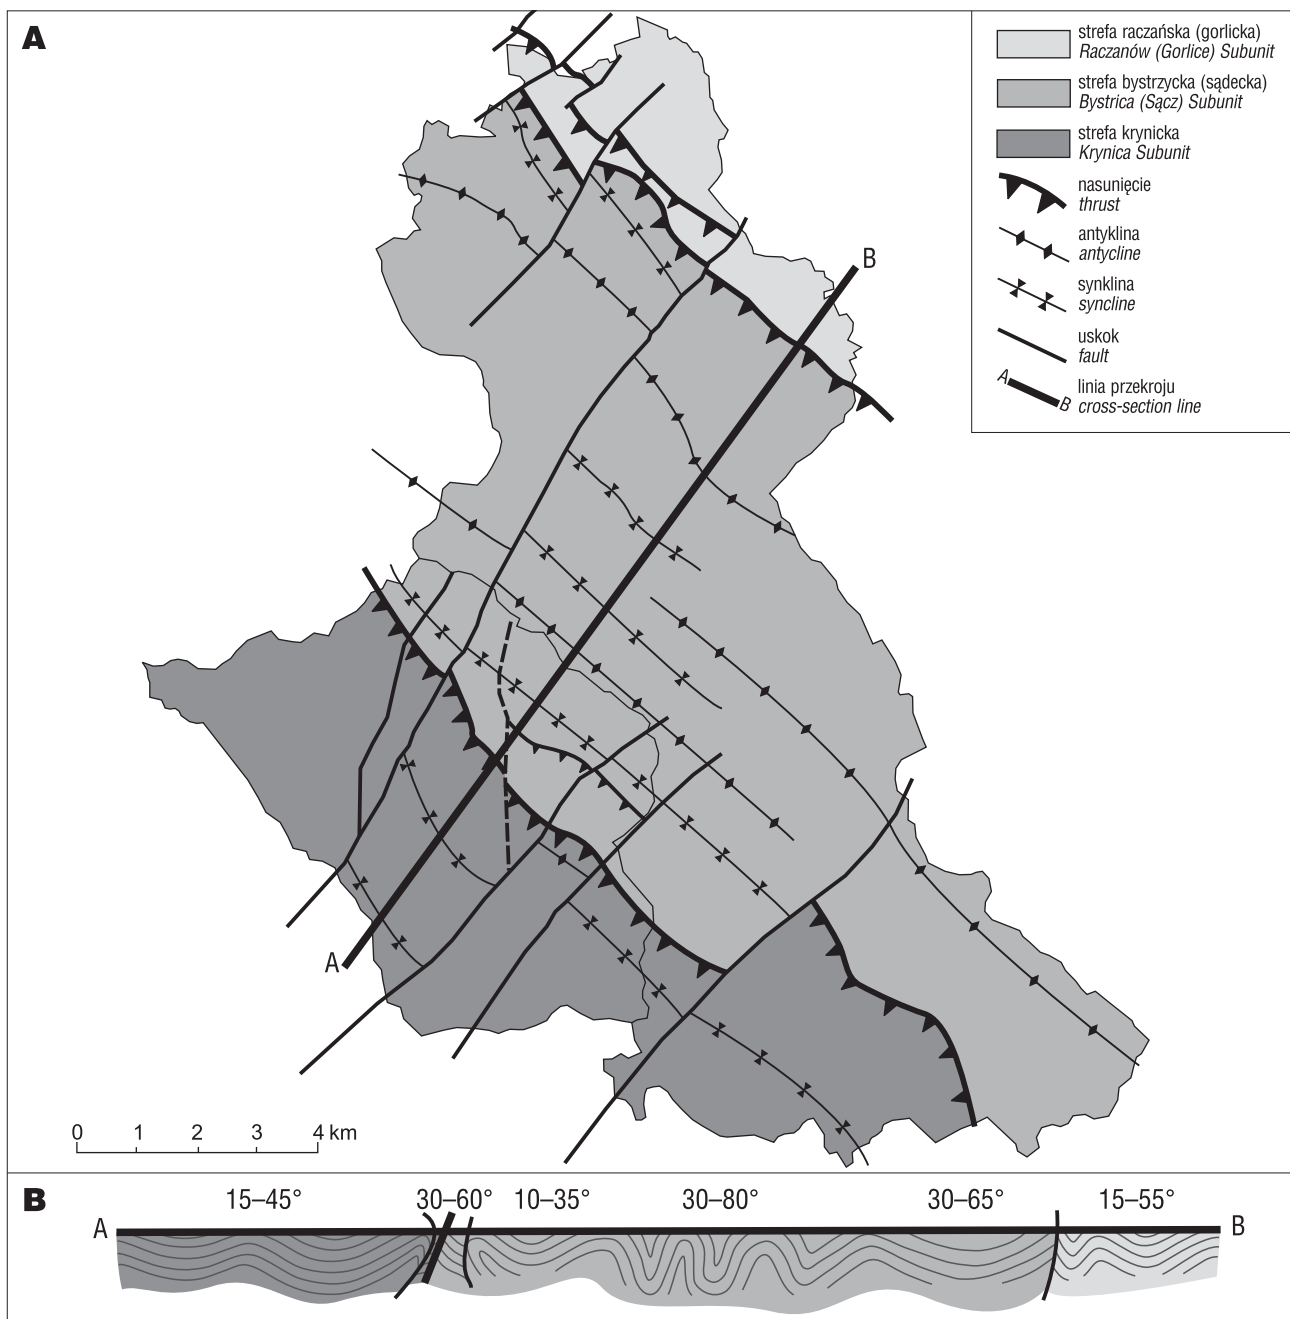 A
strefa raczańska (gorlicka)
Raczanów (Gorlice) Subunit
strefa bystrzycka (sądecka)
Bystrica (Sącz) Subunit
strefa krynicka
Krynica Subunit
nasunięcie
thrust
antyklina
antycline
synklina
syncline
uskok
fault
A
B
linia przekroju
cross-section line
B
A
0 1 2 3 4 km
B
15–45° 30–60° 10–35° 30–80° 30–65° 15–55°
A B